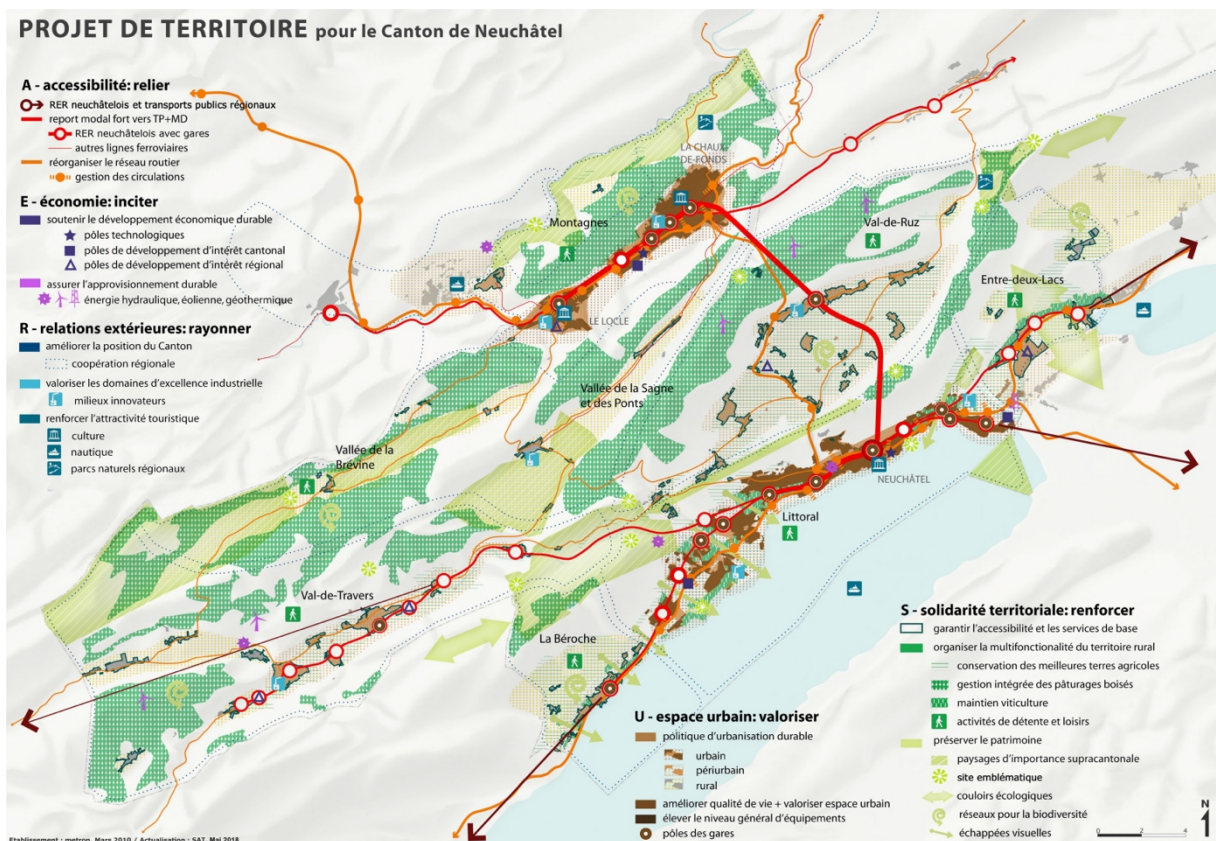 PROJET DE TERRITOIRE pour le Canton de Neuchâtel
A - accessibilité: relier
RER neuchâtelois et transports publics régionaux
report modal fort vers TP+MD
RER neuchâtelois avec gares
autres lignes ferroviaires
réorganiser le réseau routier
gestion des circulations
E - économie: inciter
soutenir le développement économique durable
pôles technologiques
pôles de développement d'intérêt cantonal
pôles de développement d'intérêt régional
assurer l'approvisionnement durable
énergie hydraulique, éolienne, géothermique
R - relations extérieures: rayonner
améliorer la position du Canton
coopération régionale
valoriser les domaines d'excellence industrielle
milieux innovateurs
renforcer l'attractivité touristique
culture
nautique
parcs naturels régionaux
LA CHAUX-
DE-FONDS
Montagnes
Val-de-Ruz
Entre-deux-Lacs
LE LOCLE
Vallée de la Sagne
et des Ponts
Vallée de la
Brévine
NEUCHÂTEL
Littoral
Val-de-Travers
La Béroche
U - espace urbain: valoriser
politique d'urbanisation durable
urbain
périurbain
rural
améliorer qualité de vie + valoriser espace urbain
élever le niveau général d'équipements
pôles des gares
S - solidarité territoriale: renforcer
garantir l'accessibilité et les services de base
organiser la multifonctionalité du territoire rural
conservation des meilleures terres agricoles
gestion intégrée des pâturages boisés
maintien viticulture
activités de détente et loisirs
préserver le patrimoine
paysages d'importance supracantonale
site emblématique
couloirs écologiques
réseaux pour la biodiversité
échappées visuelles
N
0 2 4
Etablissement : metron, Mars 2010 / Actualisation : SAT, Mai 2018